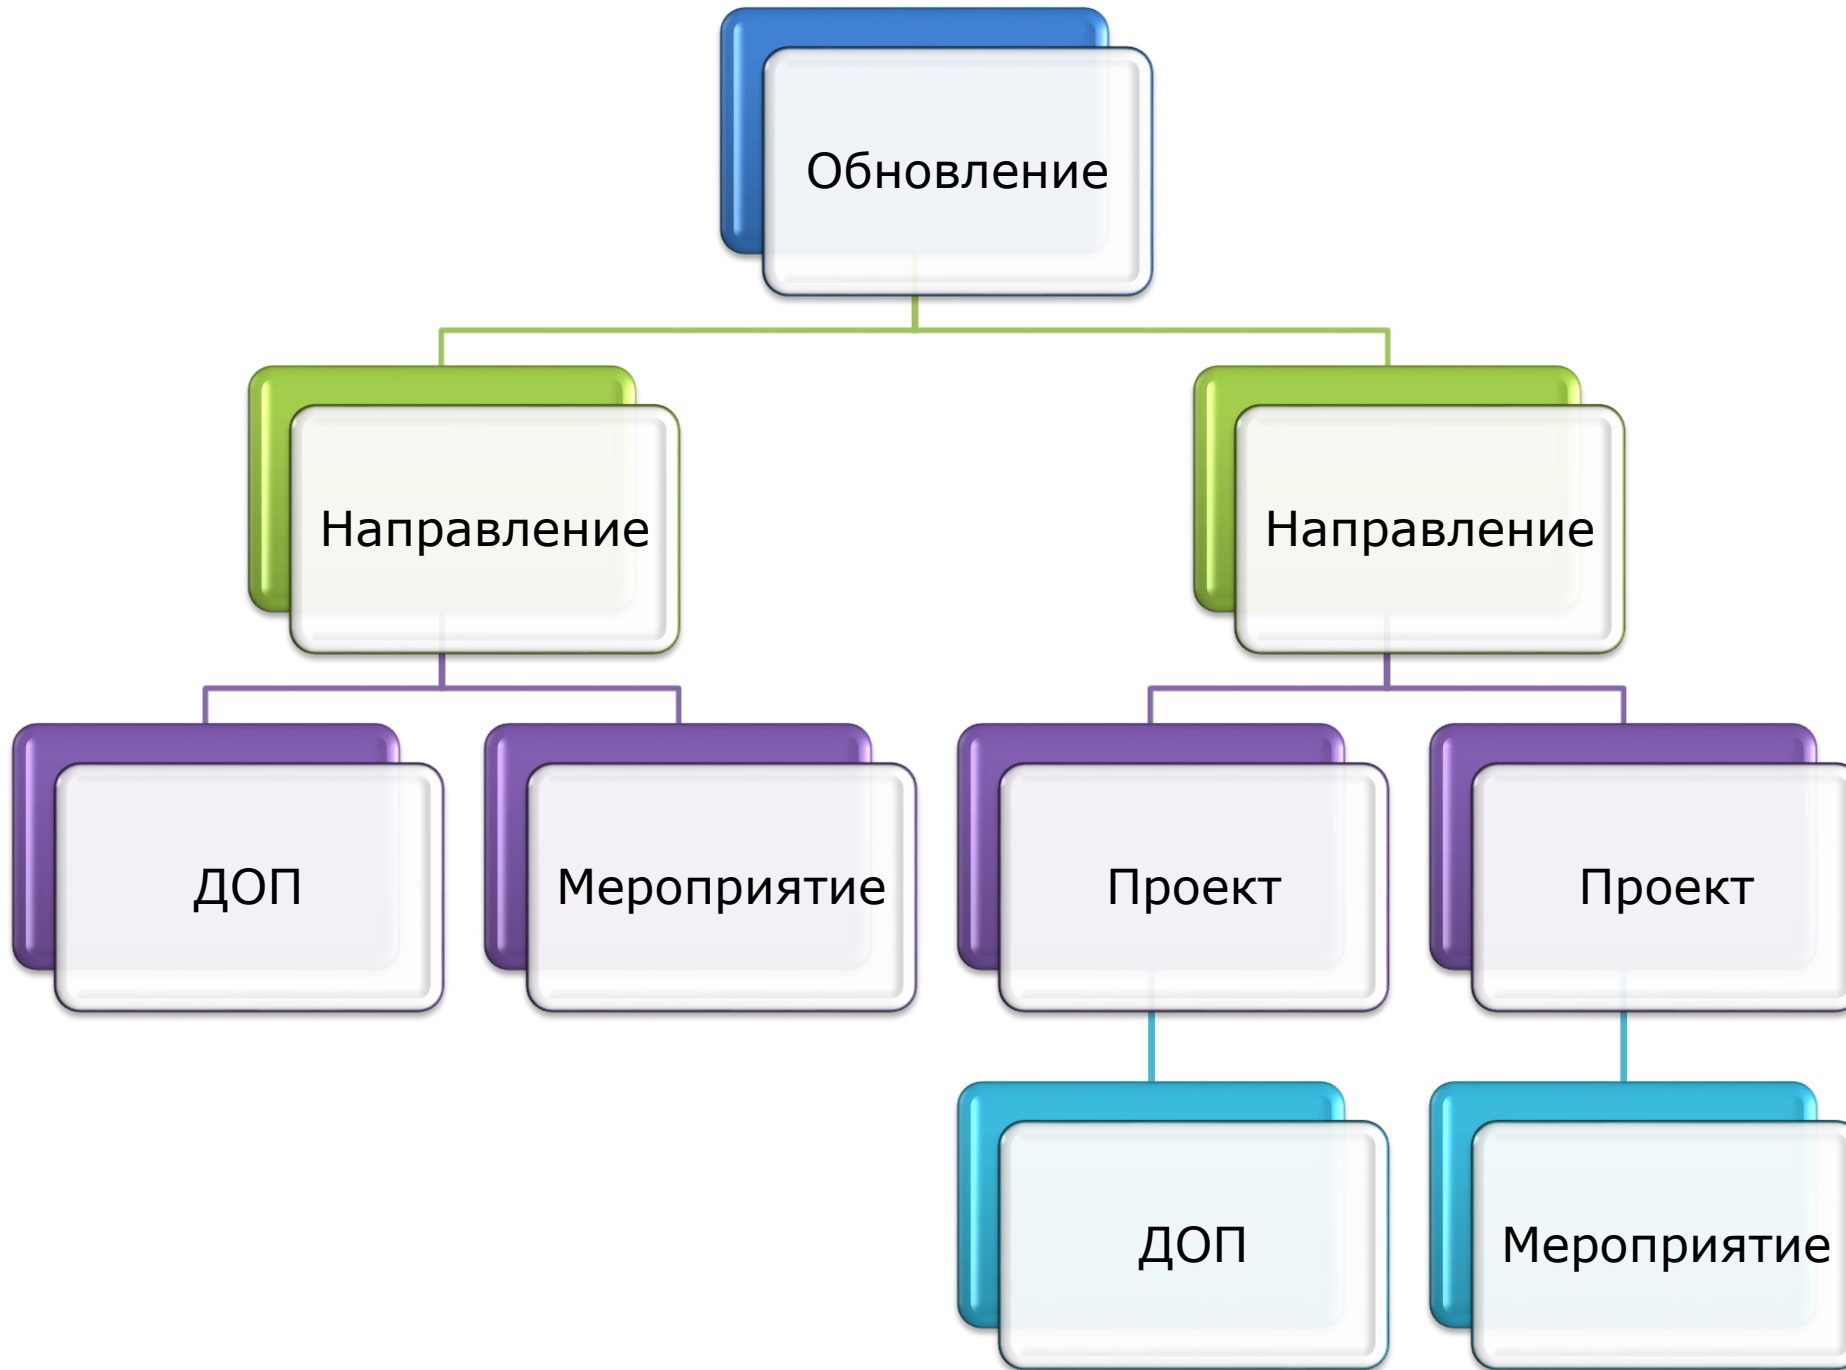 Обновление
Направление
Направление
ДОП
Мероприятие
Проект
Проект
ДОП
Мероприятие